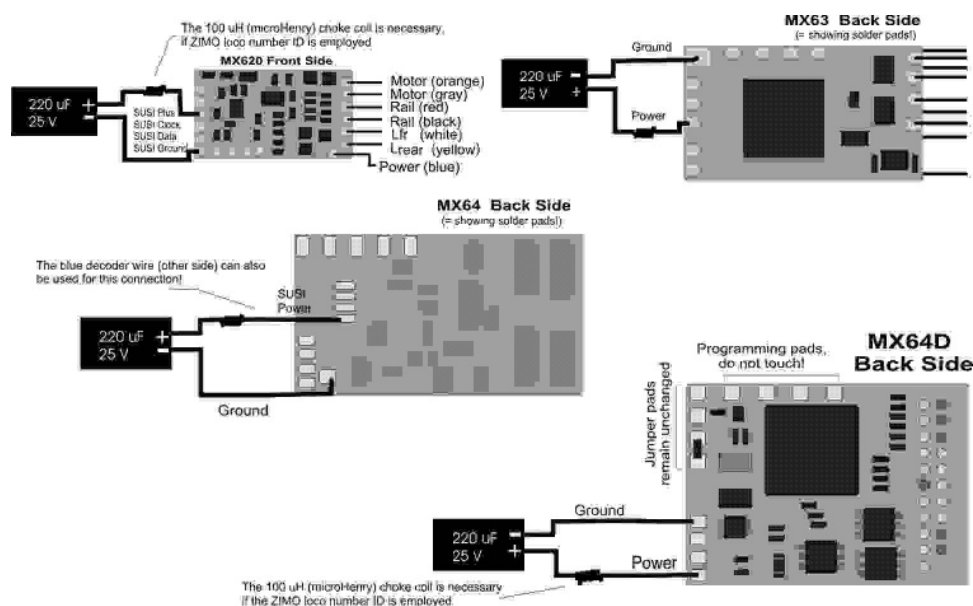 The 100 uH (microHenry) choke coil is necessary,
if ZIMO loco number ID is employed
MX620 Front Side
220 uF +
25 V -
SUSI Plus
SUSI Clock
SUSI Data
SUSI Ground
Motor (orange)
Motor (gray)
Rail (red)
Rail (black)
Lfr (white)
Lrear (yellow)
Power (blue)
MX63 Back Side
(= showing solder pads!)
Ground
220 uF -
25 V +
Power
MX64 Back Side
(= showing solder pads!)
The blue decoder wire (other side) can also
be used for this connection!
SUSI
Power
220 uF +
25 V -
Ground
MX64D
Back Side
Programming pads,
do not touch!
Jumper pads
remain unchanged
Ground
220 uF -
25 V +
Power
The 100 uH (microHenry) choke coil is necessary
if the ZIMO loco number ID is employed